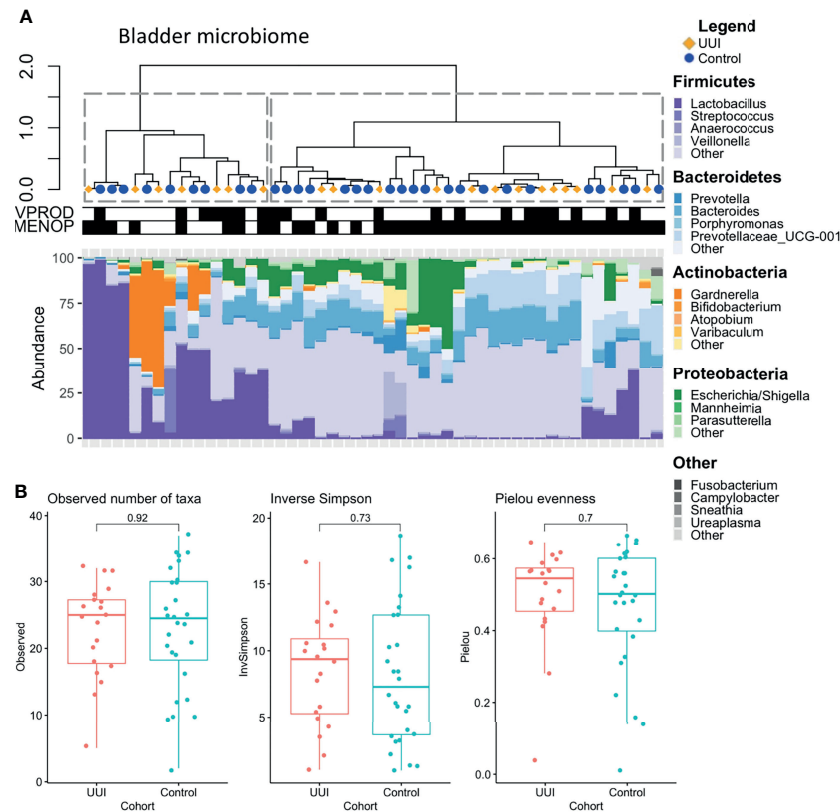 A
Bladder microbiome
2.0
1.0
0.0
VPROD
MENOP
Abundance
100
75
50
25
0
Legend
UUI
Control
Firmicutes
Lactobacillus
Streptococcus
Anaerococcus
Veillonella
Other
Bacteroidetes
Prevotella
Bacteroides
Porphyromonas
Prevotellaceae_UCG-001
Other
Actinobacteria
Gardnerella
Bifidobacterium
Atopobium
Varibaculum
Other
Proteobacteria
Escherichia/Shigella
Mannheimia
Parasutterella
Other
Other
Fusobacterium
Campylobacter
Sneathia
Ureaplasma
Other
B
Observed number of taxa
0.92
Observed
40
30
20
10
0
UUI Control
Cohort
Inverse Simpson
0.73
InvSimpson
20
15
10
5
UUI Control
Cohort
Pielou evenness
0.7
Pielou
0.6
0.4
0.2
0.0
UUI Control
Cohort